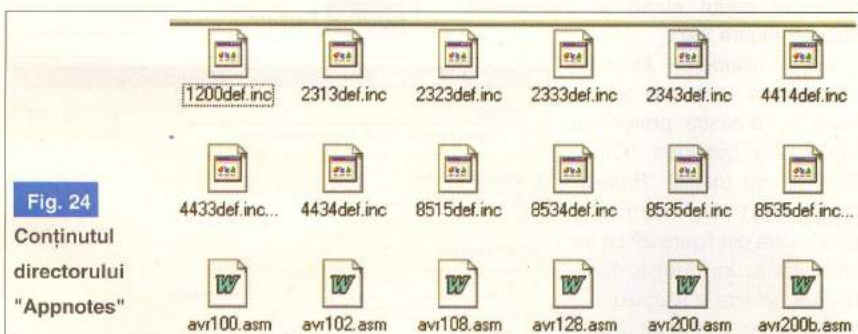 1200def.inc 2313def.inc 2323def.inc 2333def.inc 2343def.inc 4414def.inc
4433def.inc... 4434def.inc 8515def.inc 8534def.inc 8535def.inc 8535def.inc...
avr100.asm avr102.asm avr108.asm avr128.asm avr200.asm avr200b.asm
Fig. 24
Conținutul
directorului
"Appnotes"